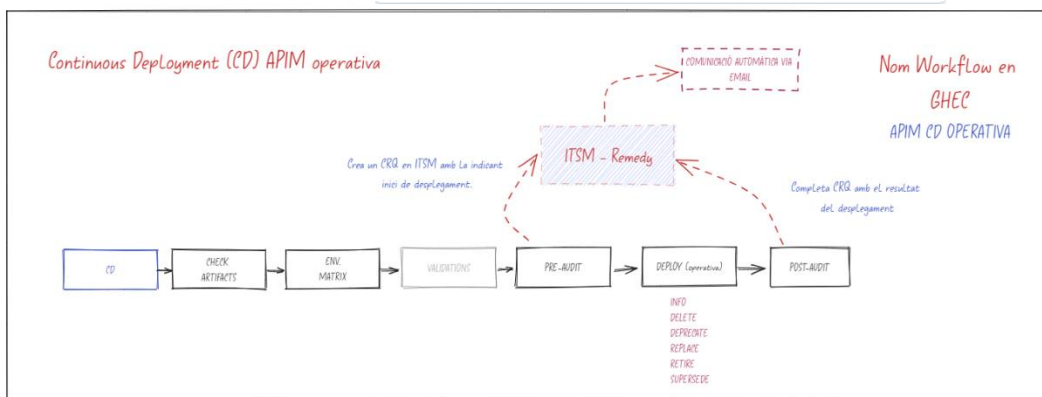 Continuous Deployment (CD) APIM operativa
COMUNICACIÓ AUTOMÀTICA VIA
EMAIL
Nom Workflow en
GHEC
APIM CD OPERATIVA
ITSM - Remedy
Crea un CRQ en ITSM amb la indicant
inici de desplegament.
Completa CRQ amb el resultat
del desplegament
CD
CHECK
ARTIFACTS
ENV.
MATRIX
VALIDATIONS
PRE-AUDIT
DEPLOY (operativa)
POST-AUDIT
INFO
DELETE
DEPRECATE
REPLACE
RETIRE
SUPERSEDE